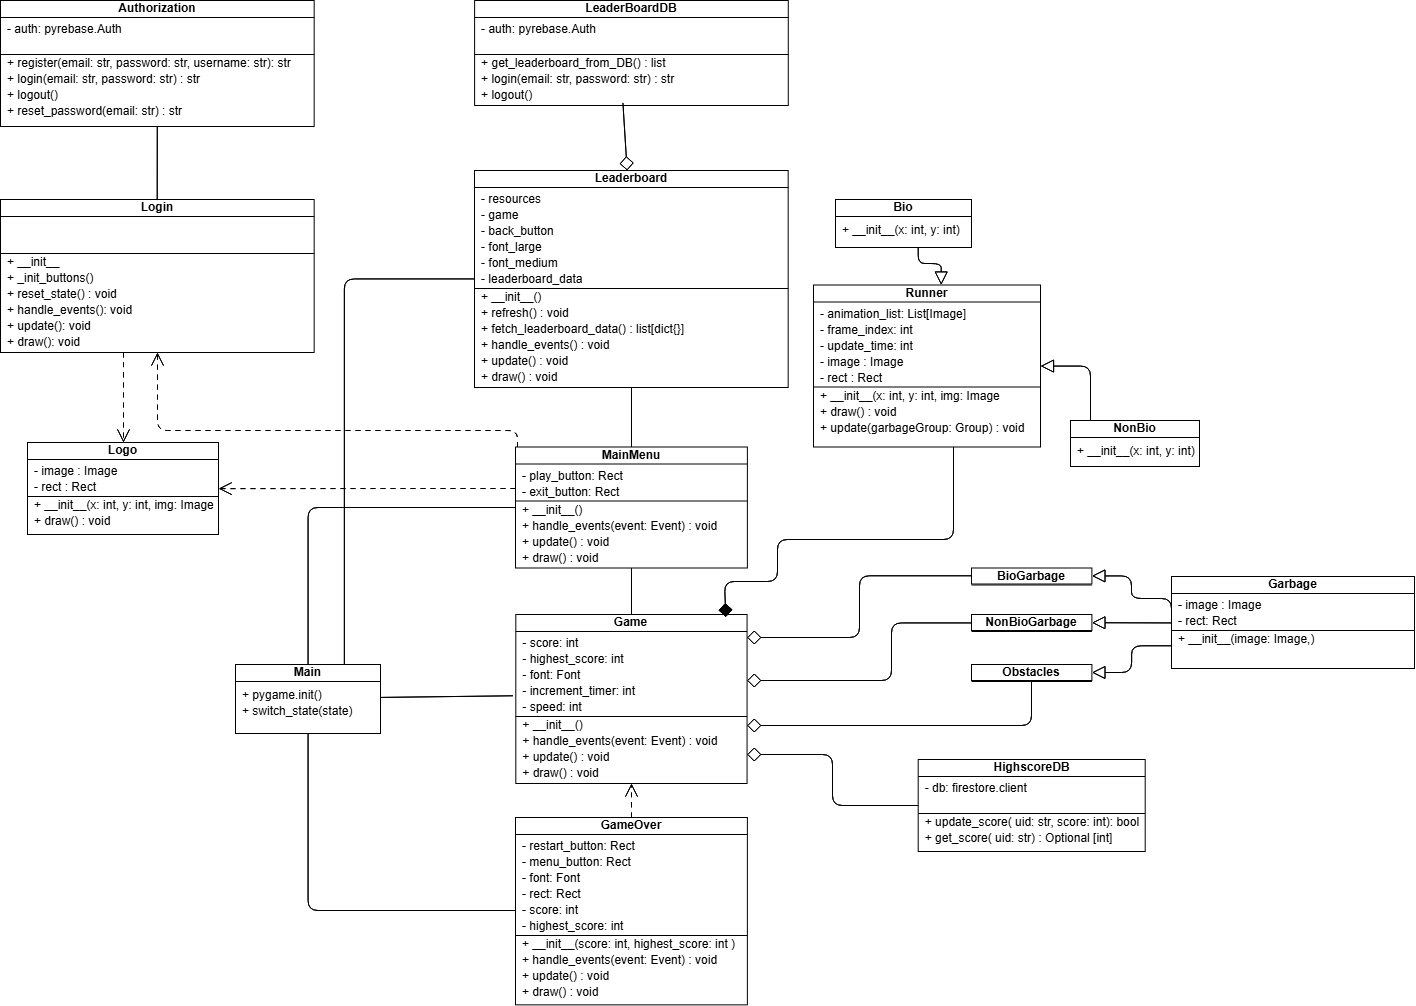 Authorization
- auth: pyrebase.Auth
+ register(email: str, password: str, username: str): str
+ login(email: str, password: str) : str
+ logout()
+ reset_password(email: str) : str
LeaderBoardDB
- auth: pyrebase.Auth
+ get_leaderboard_from_DB() : list
+ login(email: str, password: str) : str
+ logout()
Login
+ __init__
+ _init_buttons()
+ reset_state() : void
+ handle_events(): void
+ update(): void
+ draw(): void
Leaderboard
- resources
- game
- back_button
- font_large
- font_medium
- leaderboard_data
+ __init__()
+ refresh() : void
+ fetch_leaderboard_data() : list[dict{}]
+ handle_events() : void
+ update() : void
+ draw() : void
Bio
+ __init__(x: int, y: int)
Runner
- animation_list: List[Image]
- frame_index: int
- update_time: int
- image : Image
- rect : Rect
+ __init__(x: int, y: int, img: Image
+ draw() : void
+ update(garbageGroup: Group) : void
NonBio
+ __init__(x: int, y: int)
Logo
- image : Image
- rect : Rect
+ __init__(x: int, y: int, img: Image
+ draw() : void
MainMenu
- play_button: Rect
- exit_button: Rect
+ __init__()
+ handle_events(event: Event) : void
+ update() : void
+ draw() : void
BioGarbage
NonBioGarbage
Obstacles
Garbage
- image : Image
- rect: Rect
+ __init__(image: Image,)
Game
- score: int
- highest_score: int
- font: Font
- increment_timer: int
- speed: int
+ __init__()
+ handle_events(event: Event) : void
+ update() : void
+ draw() : void
Main
+ pygame.init()
+ switch_state(state)
HighscoreDB
- db: firestore.client
+ update_score( uid: str, score: int): bool
+ get_score( uid: str) : Optional [int]
GameOver
- restart_button: Rect
- menu_button: Rect
- font: Font
- rect: Rect
- score: int
- highest_score: int
+ __init__(score: int, highest_score: int )
+ handle_events(event: Event) : void
+ update() : void
+ draw() : void